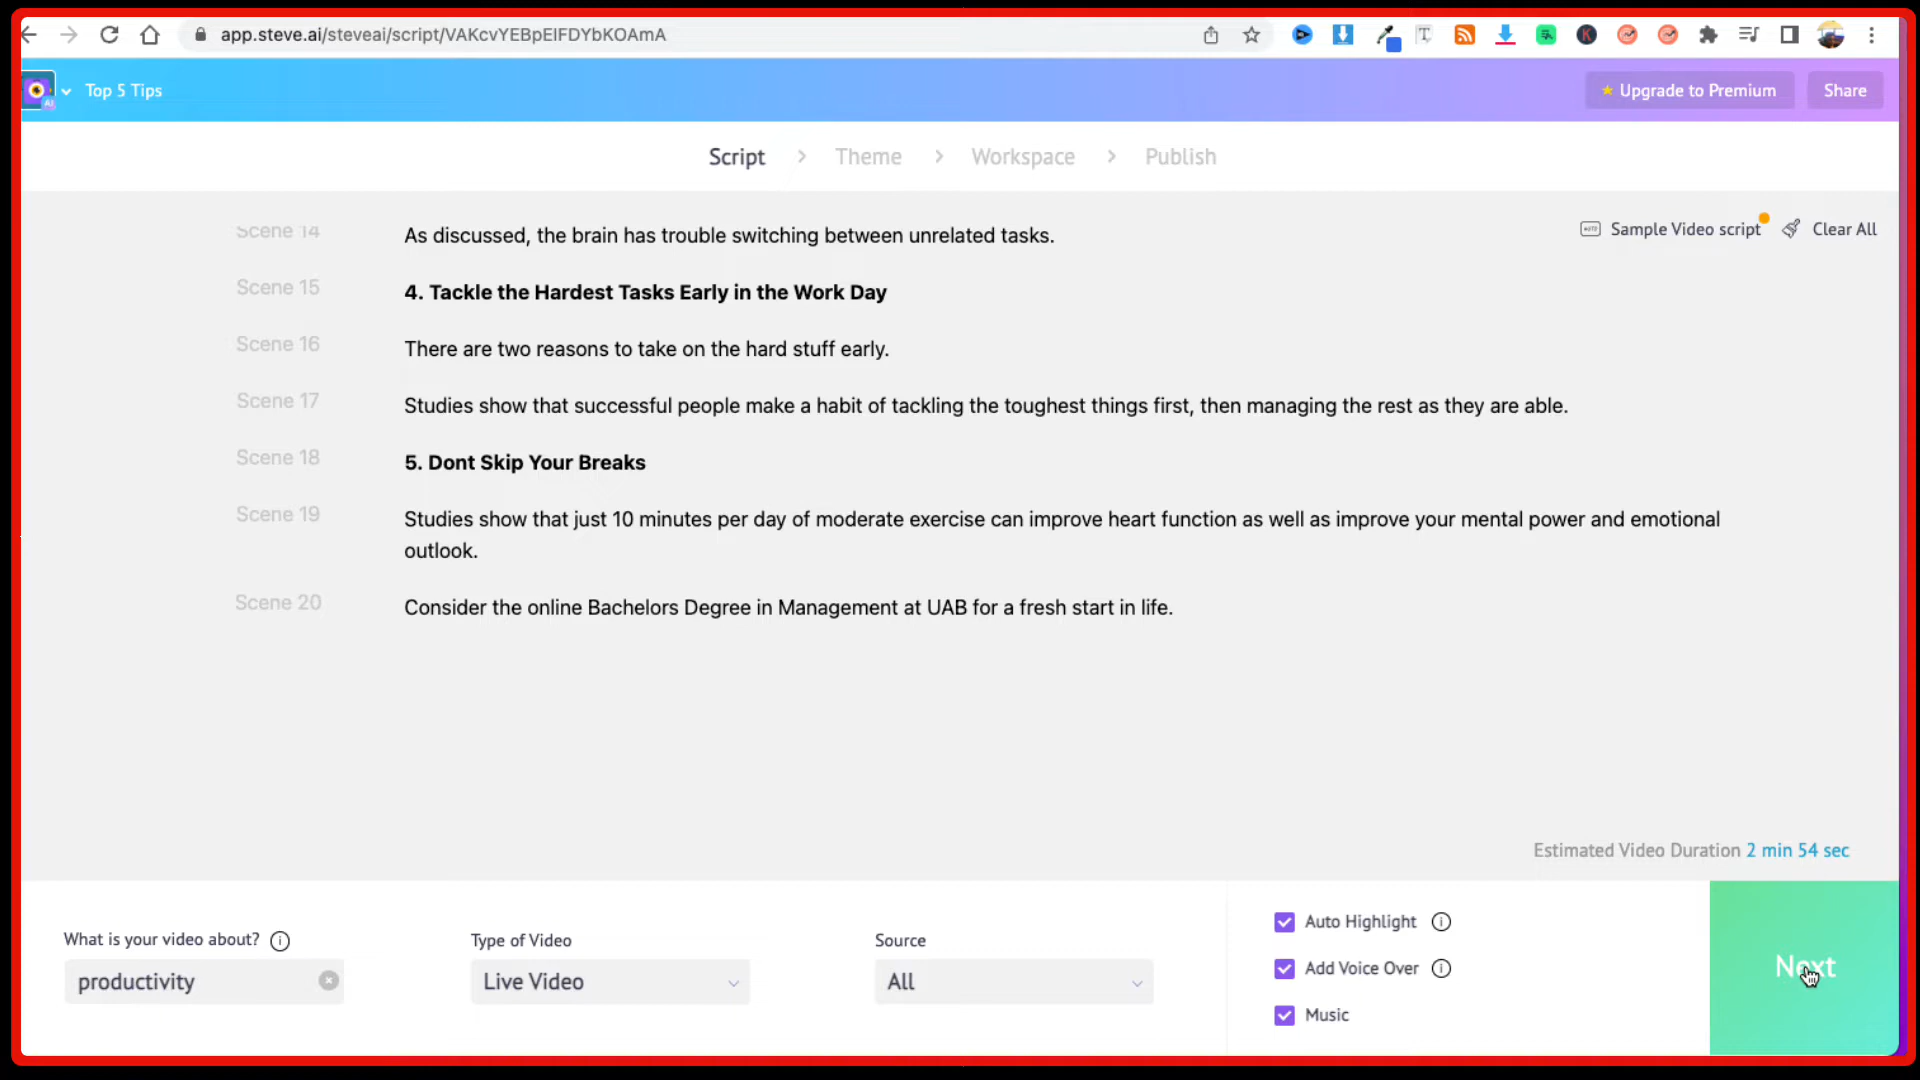 app.steve.ai/steveai/script/VAKcvYEBpElFDYbKOAmA
AI
Top 5 Tips
★ Upgrade to Premium
Share
Script > Theme > Workspace > Publish
Scene 14
As discussed, the brain has trouble switching between unrelated tasks.
Sample Video script
Clear All
Scene 15
4. Tackle the Hardest Tasks Early in the Work Day
Scene 16
There are two reasons to take on the hard stuff early.
Scene 17
Studies show that successful people make a habit of tackling the toughest things first, then managing the rest as they are able.
Scene 18
5. Dont Skip Your Breaks
Scene 19
Studies show that just 10 minutes per day of moderate exercise can improve heart function as well as improve your mental power and emotional
outlook.
Scene 20
Consider the online Bachelors Degree in Management at UAB for a fresh start in life.
Estimated Video Duration 2 min 54 sec
What is your video about?
productivity
Type of Video
Live Video
Source
All
Auto Highlight
Add Voice Over
Music
Next